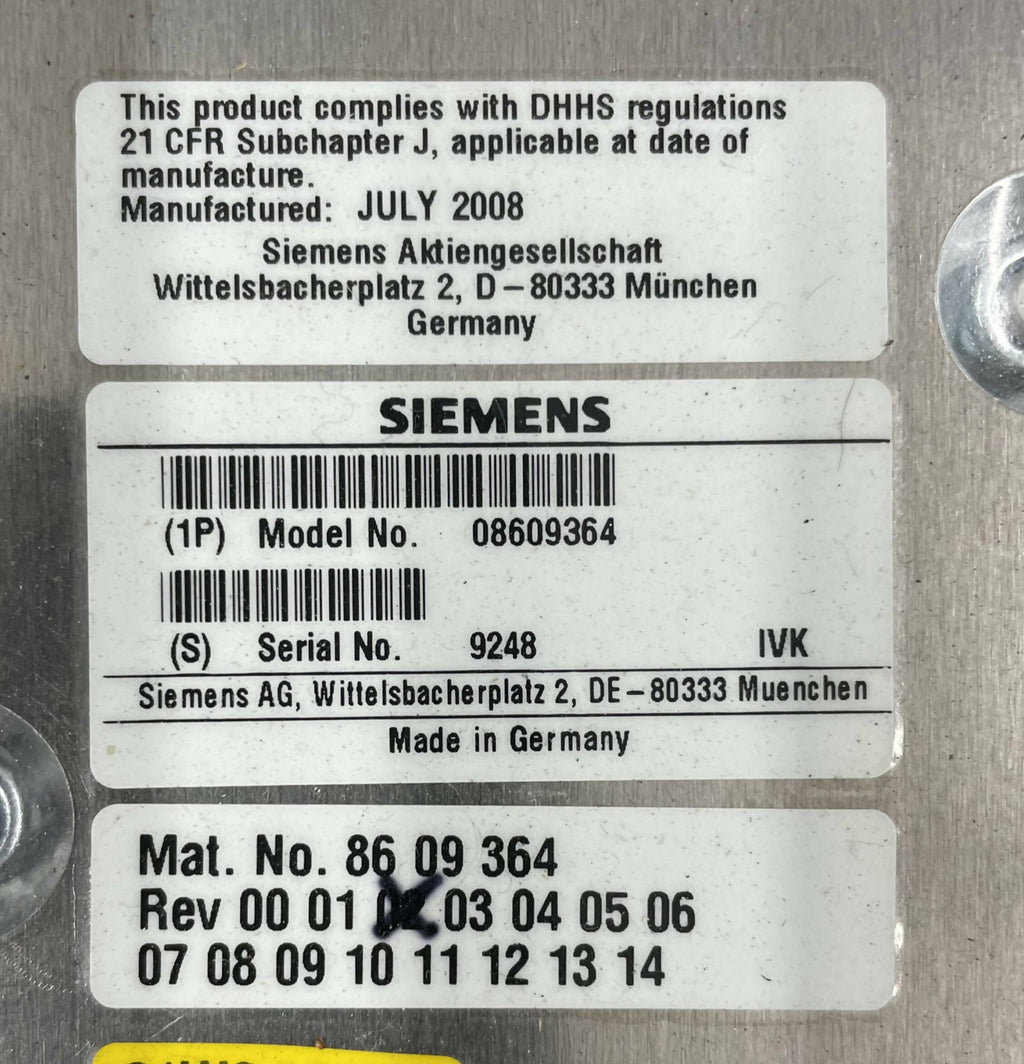 This product complies with DHHS regulations
21 CFR Subchapter J, applicable at date of
manufacture.
Manufactured: JULY 2008
Siemens Aktiengesellschaft
Wittelsbacherplatz 2, D – 80333 München
Germany
SIEMENS
(1P) Model No. 08609364
(S) Serial No. 9248 IVK
Siemens AG, Wittelsbacherplatz 2, DE – 80333 Muenchen
Made in Germany
Mat. No. 86 09 364
Rev 00 01 02 03 04 05 06
07 08 09 10 11 12 13 14